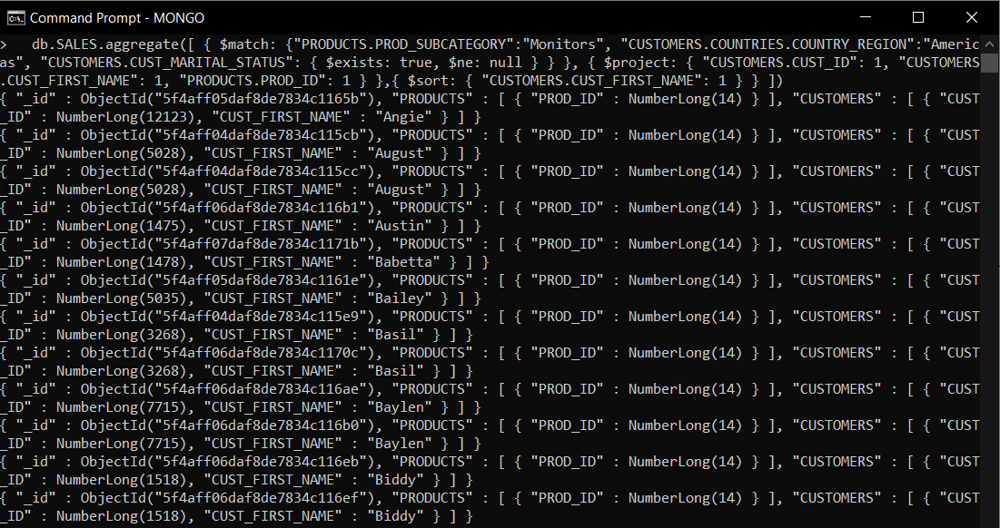 Command Prompt - MONGO
>   db.SALES.aggregate([ { $match: {"PRODUCTS.PROD_SUBCATEGORY":"Monitors", "CUSTOMERS.COUNTRIES.COUNTRY_REGION":"Americ
as", "CUSTOMERS.CUST_MARITAL_STATUS": { $exists: true, $ne: null } } }, { $project: { "CUSTOMERS.CUST_ID": 1, "CUSTOMERS
.CUST_FIRST_NAME": 1, "PRODUCTS.PROD_ID": 1 } },{ $sort: { "CUSTOMERS.CUST_FIRST_NAME": 1 } } ])
{ "_id" : ObjectId("5f4aff05daf8de7834c1165b"), "PRODUCTS" : [ { "PROD_ID" : NumberLong(14) } ], "CUSTOMERS" : [ { "CUST
_ID" : NumberLong(12123), "CUST_FIRST_NAME" : "Angie" } ] }
{ "_id" : ObjectId("5f4aff04daf8de7834c115cb"), "PRODUCTS" : [ { "PROD_ID" : NumberLong(14) } ], "CUSTOMERS" : [ { "CUST
_ID" : NumberLong(5028), "CUST_FIRST_NAME" : "August" } ] }
{ "_id" : ObjectId("5f4aff04daf8de7834c115cc"), "PRODUCTS" : [ { "PROD_ID" : NumberLong(14) } ], "CUSTOMERS" : [ { "CUST
_ID" : NumberLong(5028), "CUST_FIRST_NAME" : "August" } ] }
{ "_id" : ObjectId("5f4aff06daf8de7834c116b1"), "PRODUCTS" : [ { "PROD_ID" : NumberLong(14) } ], "CUSTOMERS" : [ { "CUST
_ID" : NumberLong(1475), "CUST_FIRST_NAME" : "Austin" } ] }
{ "_id" : ObjectId("5f4aff07daf8de7834c1171b"), "PRODUCTS" : [ { "PROD_ID" : NumberLong(14) } ], "CUSTOMERS" : [ { "CUST
_ID" : NumberLong(1478), "CUST_FIRST_NAME" : "Babetta" } ] }
{ "_id" : ObjectId("5f4aff05daf8de7834c1161e"), "PRODUCTS" : [ { "PROD_ID" : NumberLong(14) } ], "CUSTOMERS" : [ { "CUST
_ID" : NumberLong(5035), "CUST_FIRST_NAME" : "Bailey" } ] }
{ "_id" : ObjectId("5f4aff04daf8de7834c115e9"), "PRODUCTS" : [ { "PROD_ID" : NumberLong(14) } ], "CUSTOMERS" : [ { "CUST
_ID" : NumberLong(3268), "CUST_FIRST_NAME" : "Basil" } ] }
{ "_id" : ObjectId("5f4aff06daf8de7834c1170c"), "PRODUCTS" : [ { "PROD_ID" : NumberLong(14) } ], "CUSTOMERS" : [ { "CUST
_ID" : NumberLong(3268), "CUST_FIRST_NAME" : "Basil" } ] }
{ "_id" : ObjectId("5f4aff06daf8de7834c116ae"), "PRODUCTS" : [ { "PROD_ID" : NumberLong(14) } ], "CUSTOMERS" : [ { "CUST
_ID" : NumberLong(7715), "CUST_FIRST_NAME" : "Baylen" } ] }
{ "_id" : ObjectId("5f4aff06daf8de7834c116b0"), "PRODUCTS" : [ { "PROD_ID" : NumberLong(14) } ], "CUSTOMERS" : [ { "CUST
_ID" : NumberLong(7715), "CUST_FIRST_NAME" : "Baylen" } ] }
{ "_id" : ObjectId("5f4aff06daf8de7834c116eb"), "PRODUCTS" : [ { "PROD_ID" : NumberLong(14) } ], "CUSTOMERS" : [ { "CUST
_ID" : NumberLong(1518), "CUST_FIRST_NAME" : "Biddy" } ] }
{ "_id" : ObjectId("5f4aff06daf8de7834c116ef"), "PRODUCTS" : [ { "PROD_ID" : NumberLong(14) } ], "CUSTOMERS" : [ { "CUST
_ID" : NumberLong(1518), "CUST_FIRST_NAME" : "Biddy" } ] }